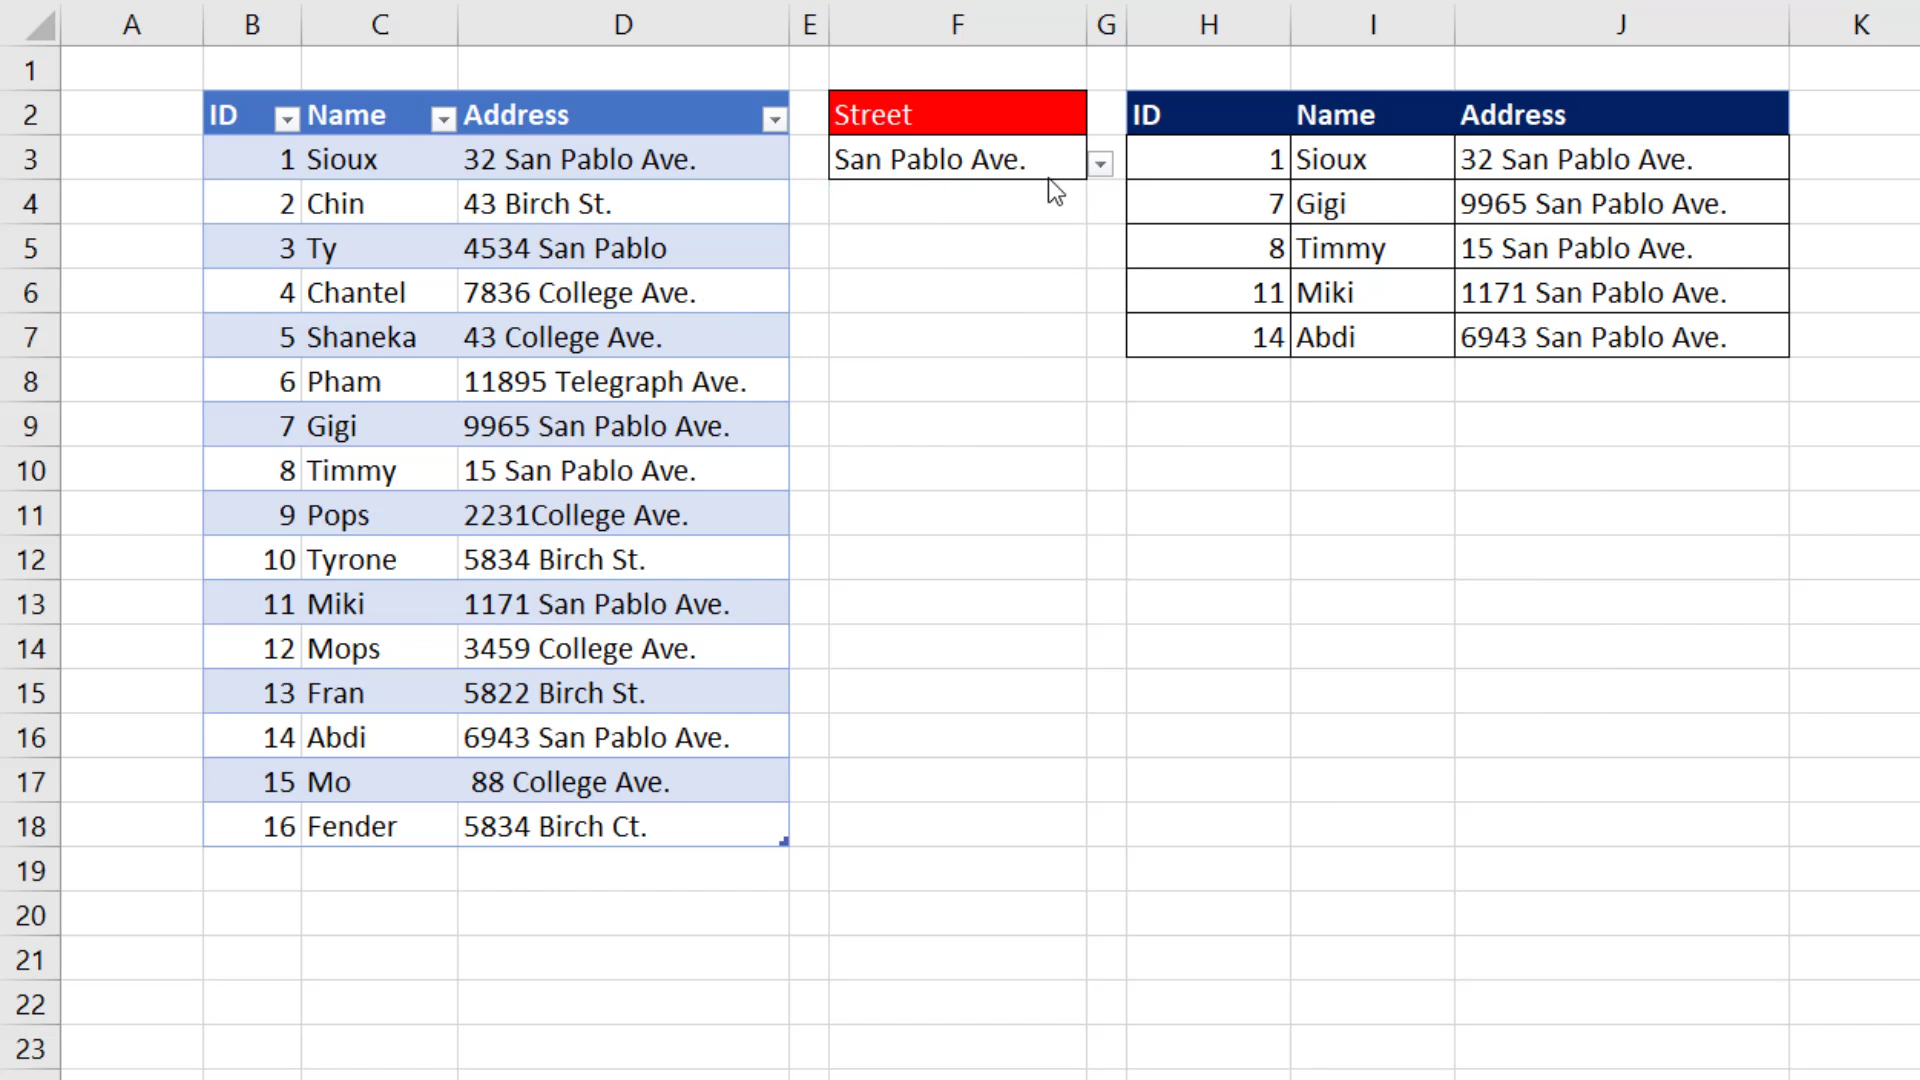 A B C D E F G H I J K
1
2 ID Name Address Street ID Name Address
3 1 Sioux 32 San Pablo Ave. San Pablo Ave. 1 Sioux 32 San Pablo Ave.
4 2 Chin 43 Birch St. 7 Gigi 9965 San Pablo Ave.
5 3 Ty 4534 San Pablo 8 Timmy 15 San Pablo Ave.
6 4 Chantel 7836 College Ave. 11 Miki 1171 San Pablo Ave.
7 5 Shaneka 43 College Ave. 14 Abdi 6943 San Pablo Ave.
8 6 Pham 11895 Telegraph Ave.
9 7 Gigi 9965 San Pablo Ave.
10 8 Timmy 15 San Pablo Ave.
11 9 Pops 2231College Ave.
12 10 Tyrone 5834 Birch St.
13 11 Miki 1171 San Pablo Ave.
14 12 Mops 3459 College Ave.
15 13 Fran 5822 Birch St.
16 14 Abdi 6943 San Pablo Ave.
17 15 Mo 88 College Ave.
18 16 Fender 5834 Birch Ct.
19
20
21
22
23